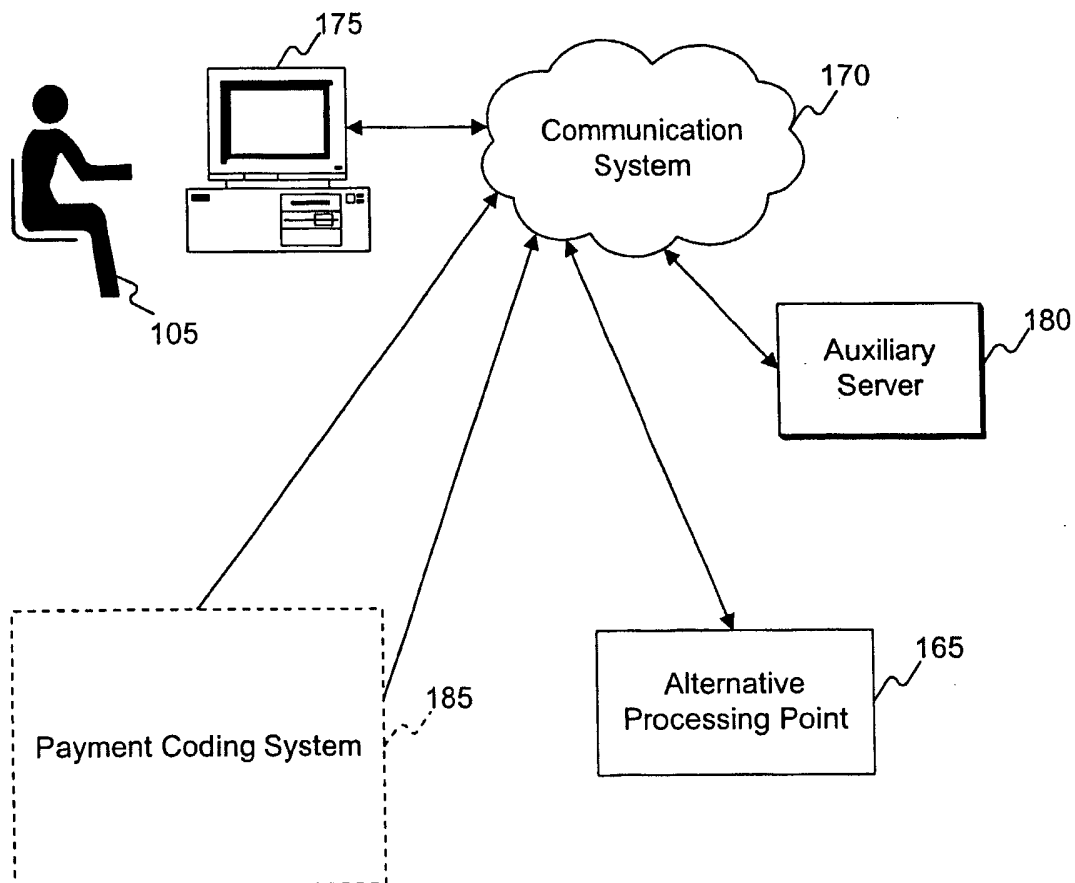 175
170
Communication
System
105
180
Auxiliary
Server
165
Alternative
Processing Point
185
Payment Coding System